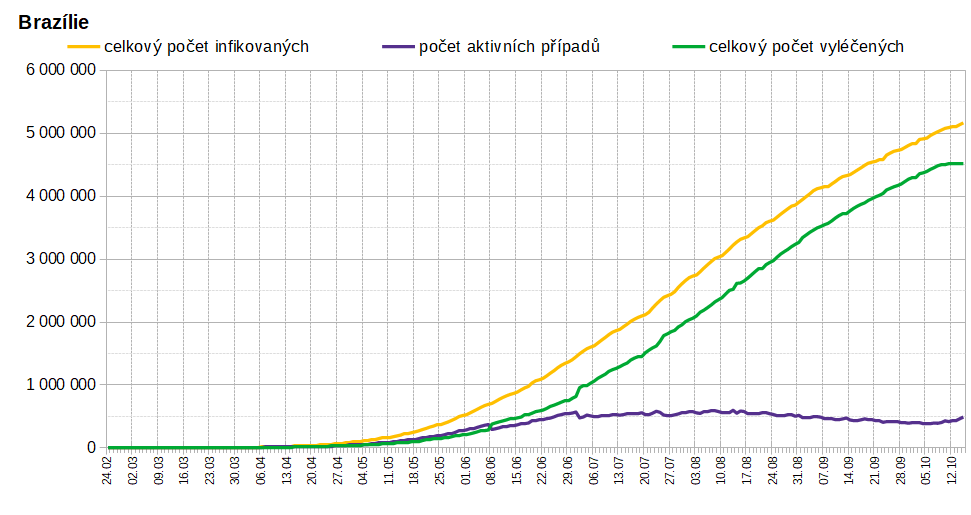 Brazílie
celkový počet infikovaných počet aktivních případů celkový počet vyléčených
6 000 000
5 000 000
4 000 000
3 000 000
2 000 000
1 000 000
0
24.02 02.03 09.03 16.03 23.03 30.03 06.04 13.04 20.04 27.04 04.05 11.05 18.05 25.05 01.06 08.06 15.06 22.06 29.06 06.07 13.07 20.07 27.07 03.08 10.08 17.08 24.08 31.08 07.09 14.09 21.09 28.09 05.10 12.10